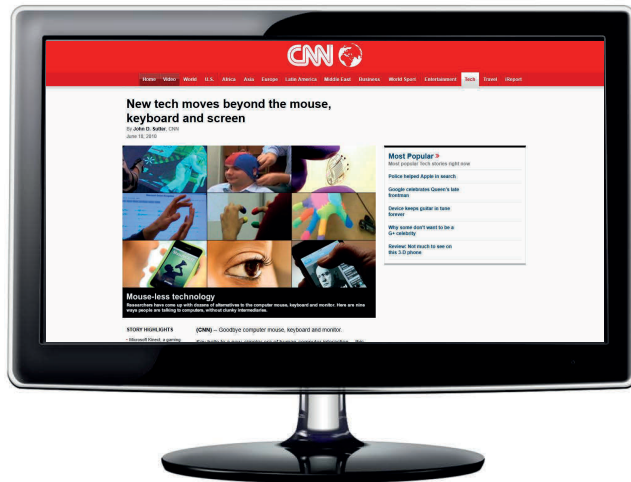 CNN
Home Video World U.S. Africa Asia Europe Latin America Middle East Business World Sport Entertainment Tech Travel iReport
New tech moves beyond the mouse,
keyboard and screen
By John D. Sutter, CNN
June 10, 2010
Mouse-less technology
Researchers have come up with dozens of alternatives to the computer mouse, keyboard and monitor. Here are nine
ways people are talking to computers, without clunky intermediaries.
STORY HIGHLIGHTS
- Microsoft Kinect, a gaming
(CNN) -- Goodbye computer mouse, keyboard and monitor.
Most Popular »
Most popular Tech stories right now
Police helped Apple in search
Google celebrates Queen's late
frontman
Device keeps guitar in tune
forever
Why some don't want to be a
G+ celebrity
Review: Not much to see on
this 3-D phone